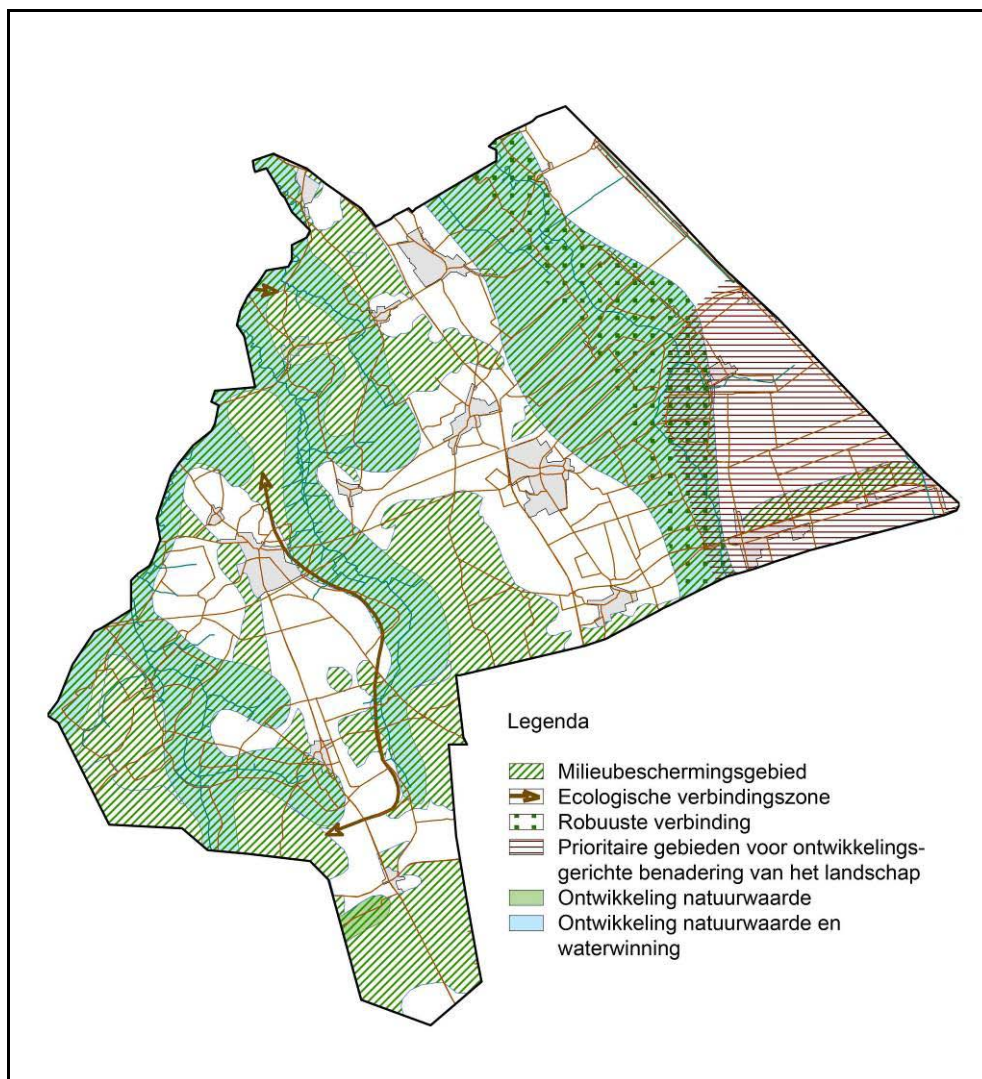 Legenda
Milieubeschermingsgebied
Ecologische verbindingszone
Robuuste verbinding
Prioritaire gebieden voor ontwikkelings-
gerichte benadering van het landschap
Ontwikkeling natuurwaarde
Ontwikkeling natuurwaarde en
waterwinning